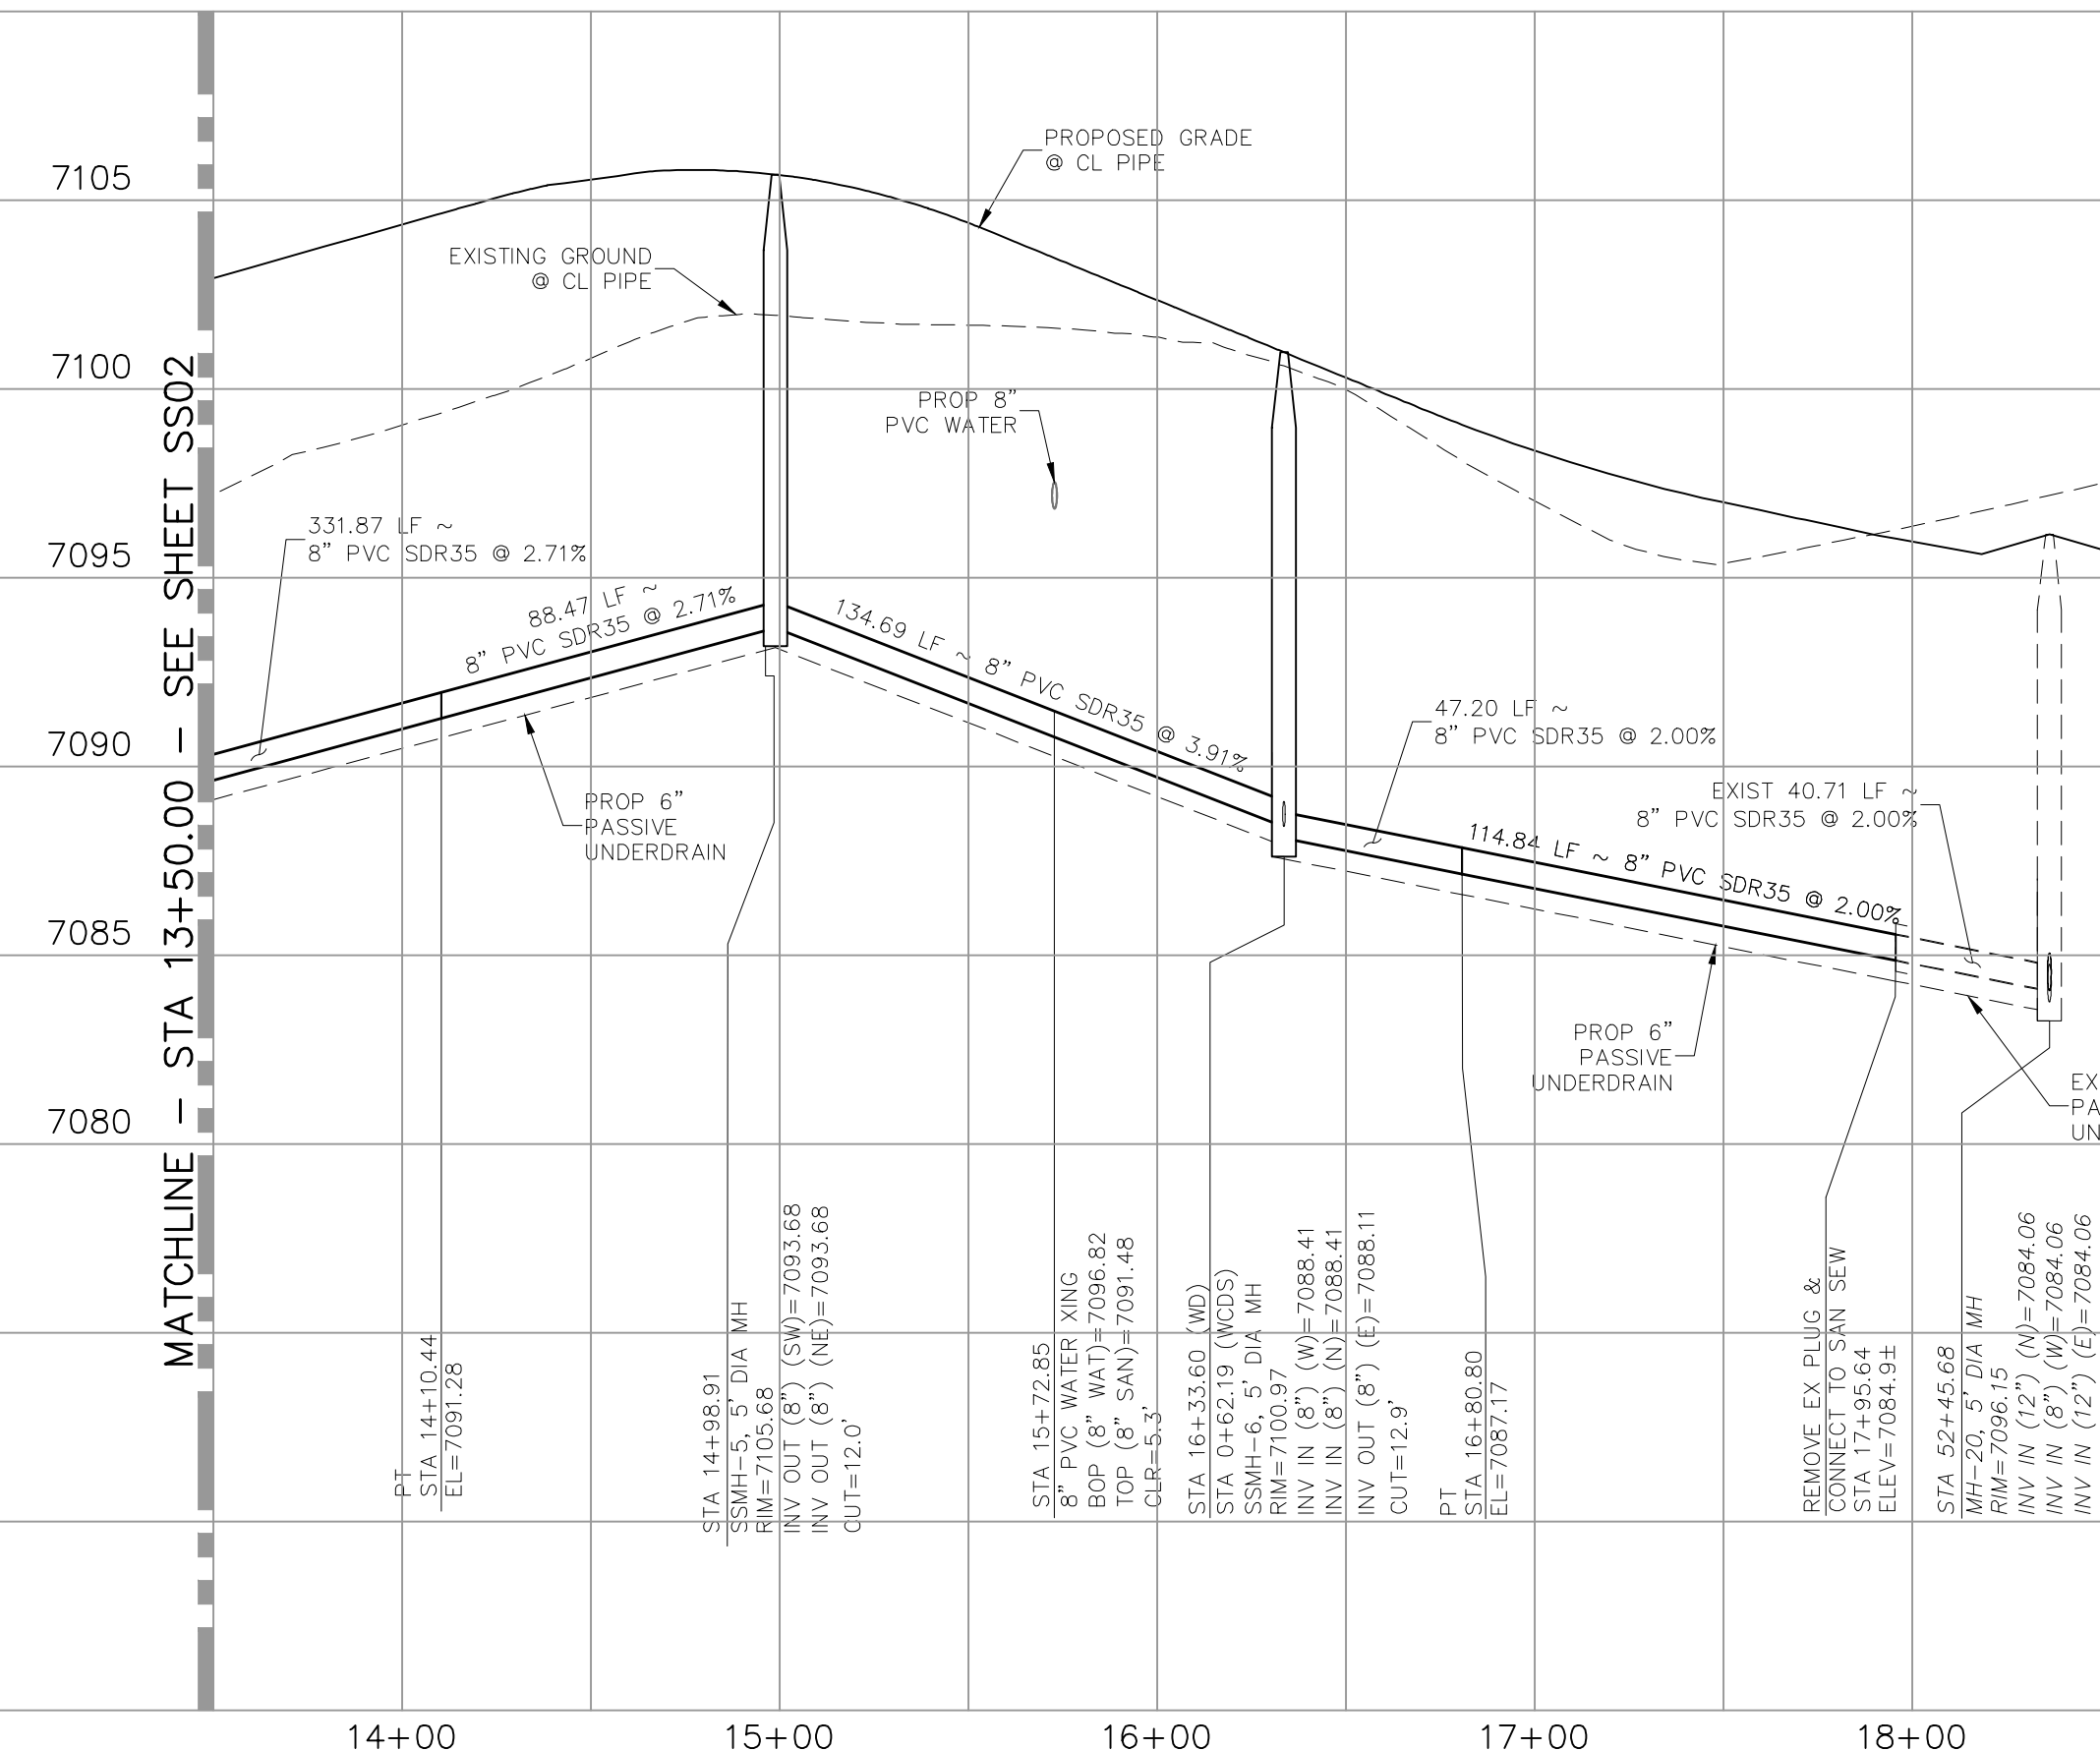 7105
7100
7095
7090
7085
7080
MATCHLINE - STA 13+50.00 - SEE SHEET SS02
PROPOSED GRADE
@ CL PIPE
EXISTING GROUND
@ CL PIPE
PROP 8"
PVC WATER
331.87 LF ~
8" PVC SDR35 @ 2.71%
88.47 LF ~
8" PVC SDR35 @ 2.71%
134.69 LF ~ 8" PVC SDR35 @ 3.91%
47.20 LF ~
8" PVC SDR35 @ 2.00%
EXIST 40.71 LF ~
8" PVC SDR35 @ 2.00%
114.84 LF ~ 8" PVC SDR35 @ 2.00%
PROP 6"
PASSIVE
UNDERDRAIN
PROP 6"
PASSIVE
UNDERDRAIN
EX
PA
UN
PT
STA 14+10.44
EL=7091.28
STA 14+98.91
SSMH-5, 5' DIA MH
RIM=7105.68
INV OUT (8") (SW)=7093.68
INV OUT (8") (NE)=7093.68
CUT=12.0'
STA 15+72.85
8" PVC WATER XING
BOP (8" WAT)=7096.82
TOP (8" SAN)=7091.48
CLR=5.3'
STA 16+33.60 (WD)
STA 0+62.19 (WCDS)
SSMH-6, 5' DIA MH
RIM=7100.97
INV IN (8") (W)=7088.41
INV IN (8") (N)=7088.41
INV OUT (8") (E)=7088.11
CUT=12.9'
PT
STA 16+80.80
EL=7087.17
REMOVE EX PLUG &
CONNECT TO SAN SEW
STA 17+95.64
ELEV=7084.9±
STA 52+45.68
MH-20, 5' DIA MH
RIM=7096.15
INV IN (12") (N)=7084.06
INV IN (8") (W)=7084.06
INV IN (12") (E)=7084.06
14+00
15+00
16+00
17+00
18+00